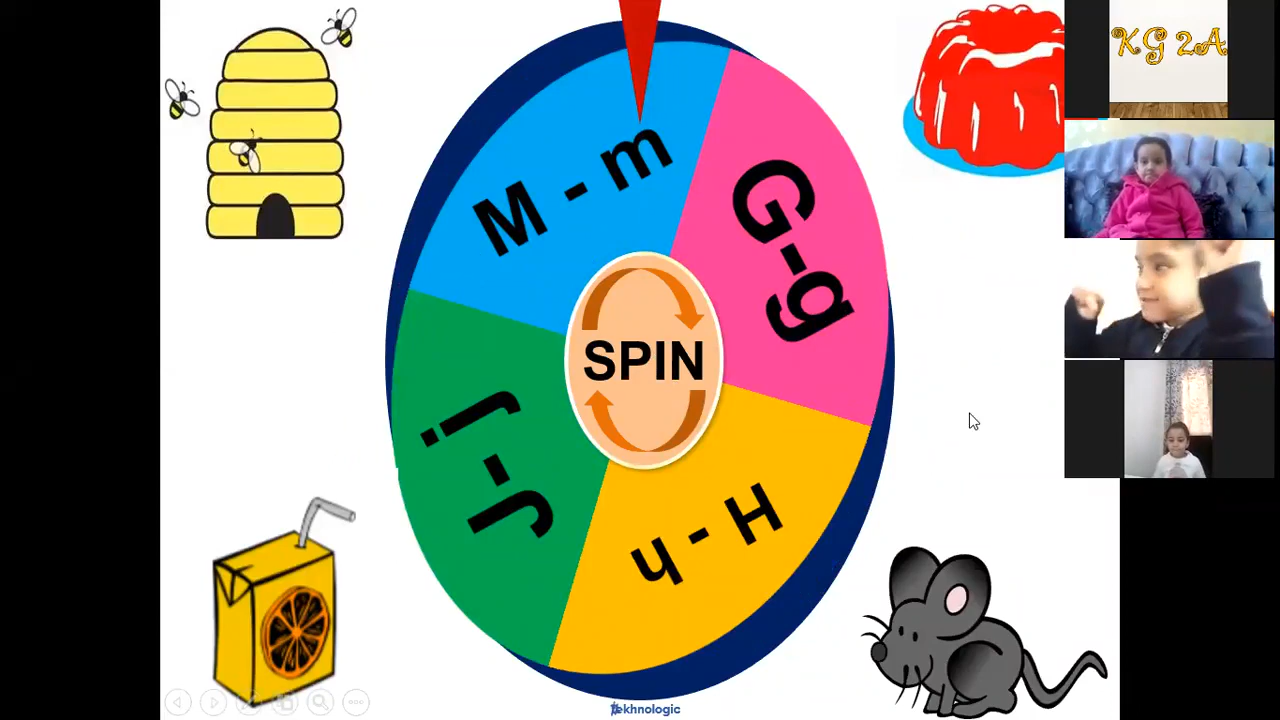 KG 2A
M - m
G-g
SPIN
J-j
H - h
tekhnologic